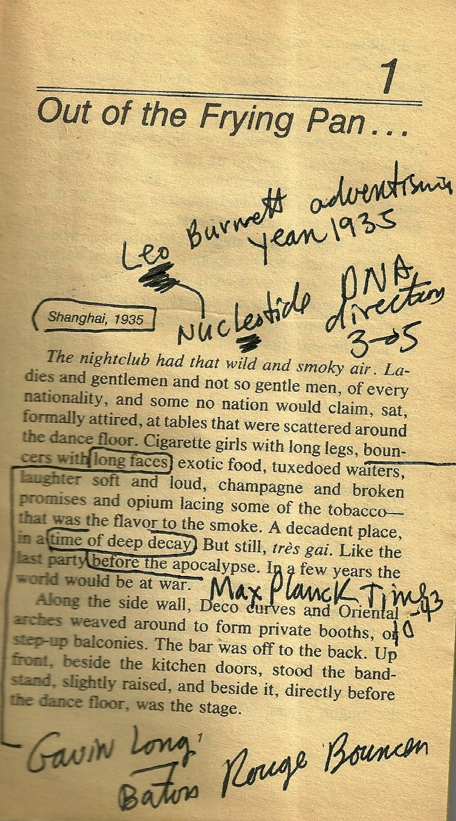 1
Out of the Frying Pan...
Leo Burnett advertising
year 1935
Nucleotide DNA
direction
3→5
Shanghai, 1935
The nightclub had that wild and smoky air. La-
dies and gentlemen and not so gentle men, of every
nationality, and some no nation would claim, sat,
formally attired, at tables that were scattered around
the dance floor. Cigarette girls with long legs, boun-
cers with long faces, exotic food, tuxedoed waiters,
laughter soft and loud, champagne and broken
promises and opium lacing some of the tobacco—
that was the flavor to the smoke. A decadent place,
in a time of deep decay. But still, très gai. Like the
last party before the apocalypse. In a few years the
world would be at war.
Max Planck Time
10-43
Along the side wall, Deco curves and Oriental
arches weaved around to form private booths, or
step-up balconies. The bar was off to the back. Up
front, beside the kitchen doors, stood the band-
stand, slightly raised, and beside it, directly before
the dance floor, was the stage.
Gavin Long
Baton Rouge Bouncer